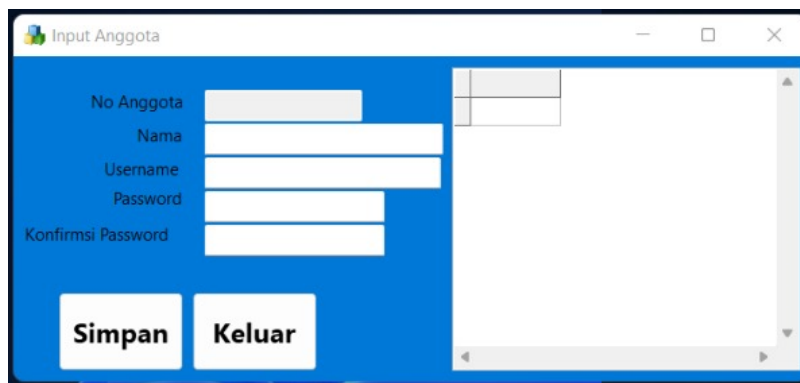 Input Anggota
No Anggota
Nama
Username
Password
Konfirmsi Password
Simpan Keluar